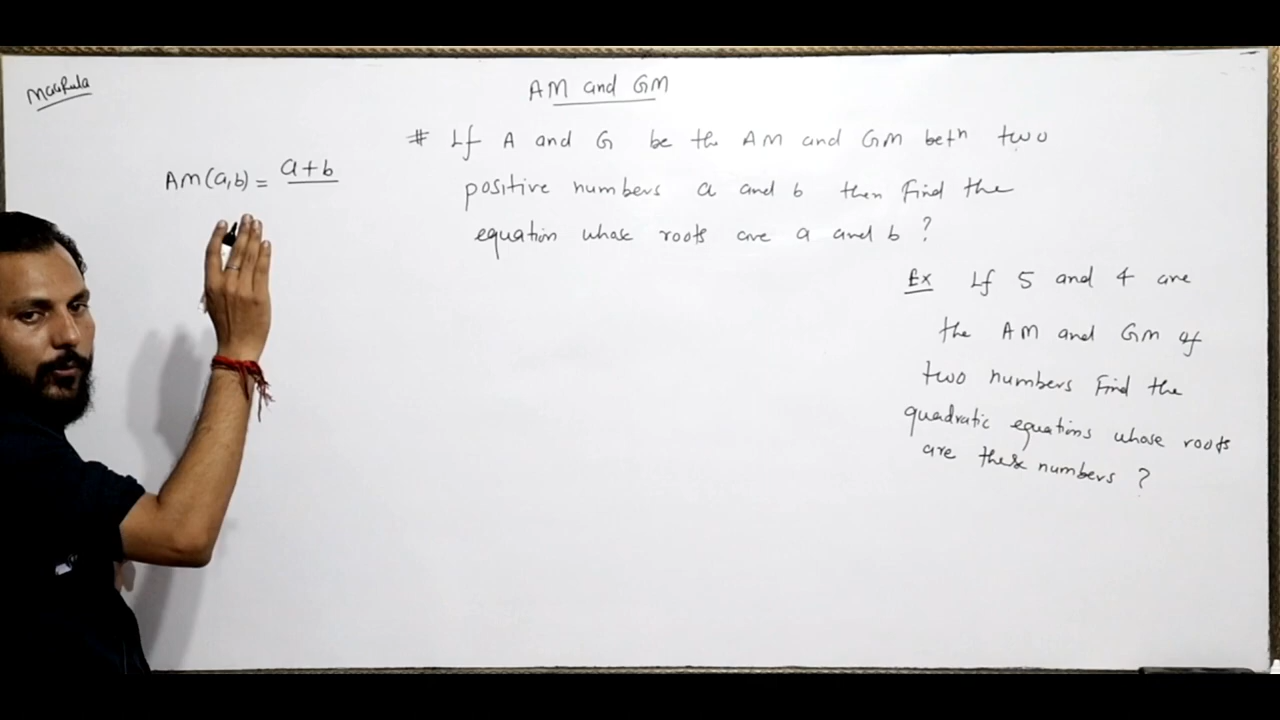 AM and GM
AM(a,b) = a+b
# If A and G be the AM and GM betn two
positive numbers a and b then Find the
equation whose roots are a and b ?
Ex If 5 and 4 are
the AM and GM of
two numbers Find the
quadratic equations whose roots
are these numbers ?